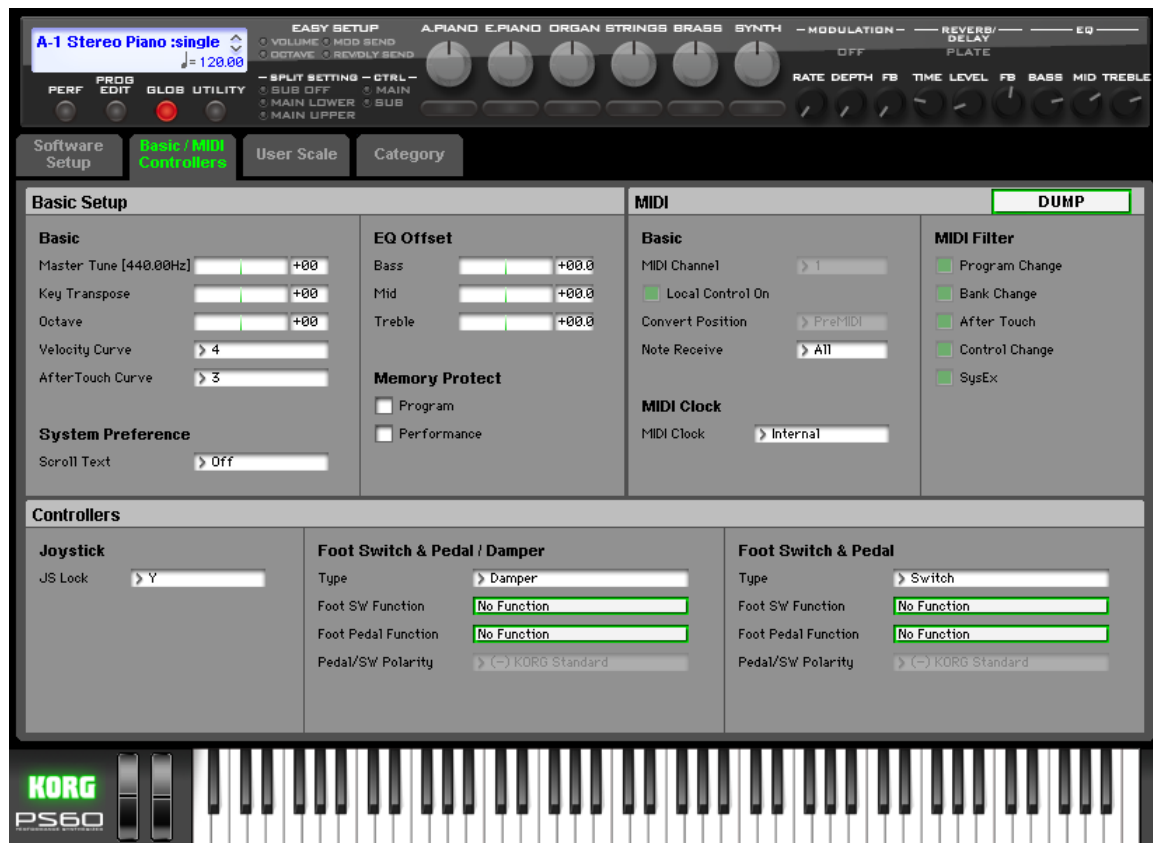 EASY SETUP A.PIANO E.PIANO ORGAN STRINGS BRASS SYNTH MODULATION REVERB/DELAY EQ
A-1 Stereo Piano :single
VOLUME MOD SEND
OCTAVE REVDLY SEND
OFF PLATE
♩= 120.00
SPLIT SETTING CTRL
RATE DEPTH FB TIME LEVEL FB BASS MID TREBLE
PERF PROG EDIT GLOB UTILITY
SUB OFF MAIN
MAIN LOWER SUB
MAIN UPPER
Software Setup
Basic / MIDI Controllers
User Scale
Category
Basic Setup
Basic
Master Tune [440.00Hz] +00
Key Transpose +00
Octave +00
Velocity Curve 4
AfterTouch Curve 3
System Preference
Scroll Text Off
EQ Offset
Bass +00.0
Mid +00.0
Treble +00.0
Memory Protect
Program
Performance
MIDI DUMP
Basic
MIDI Channel 1
Local Control On
Convert Position PreMIDI
Note Receive All
MIDI Clock
MIDI Clock Internal
MIDI Filter
Program Change
Bank Change
After Touch
Control Change
SysEx
Controllers
Joystick
JS Lock Y
Foot Switch & Pedal / Damper
Type Damper
Foot SW Function No Function
Foot Pedal Function No Function
Pedal/SW Polarity (-) KORG Standard
Foot Switch & Pedal
Type Switch
Foot SW Function No Function
Foot Pedal Function No Function
Pedal/SW Polarity (-) KORG Standard
KORG
PS60
PERFORMANCE SYNTHESIZER